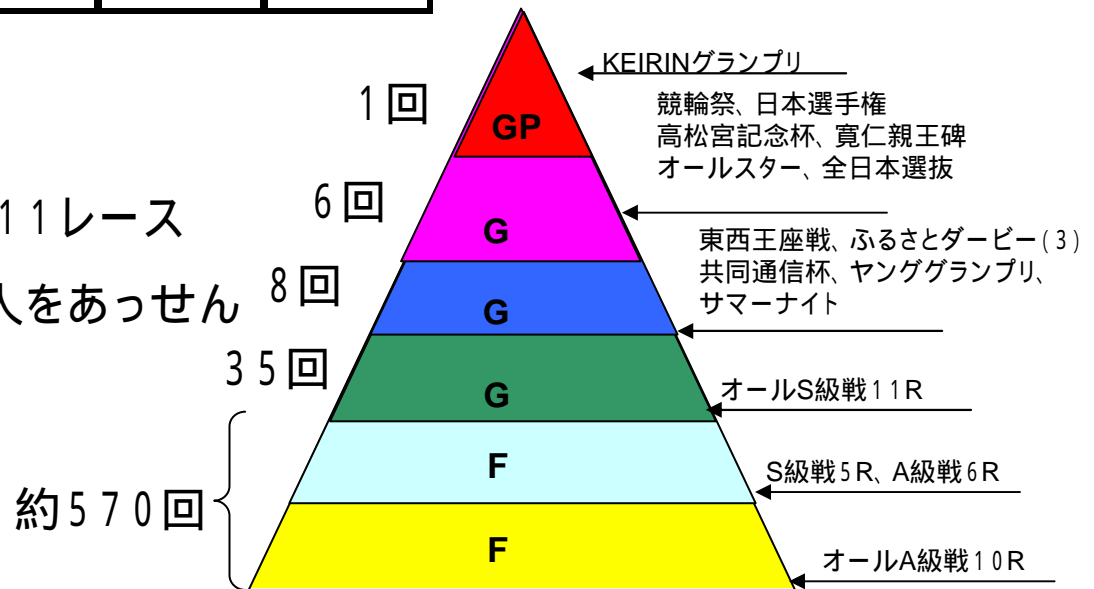 KEIRINグランプリ
1回
競輪祭、日本選手権
高松宮記念杯、寛仁親王碑
オールスター、全日本選抜
GP
6回
11レース
G
東西王座戦、ふるさとダービー(3)
共同通信杯、ヤンググランプリ、
サマーナイト
8回
人をあっせん
G
35回
G
オールS級戦11R
F
S級戦5R、A級戦6R
約570回
F
オールA級戦10R